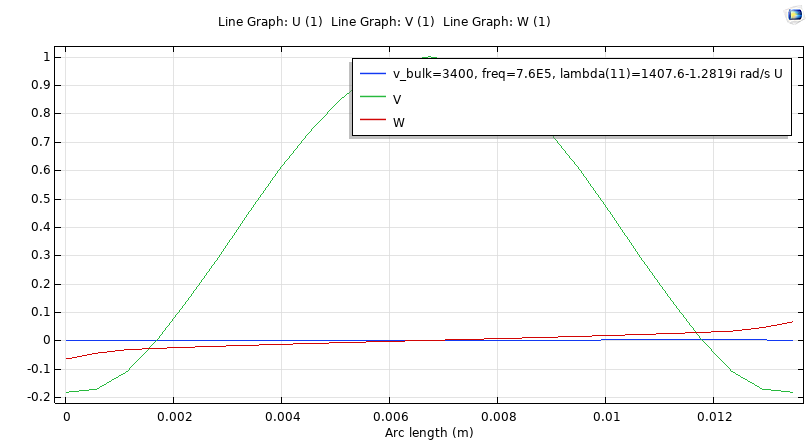 Line Graph: U (1) Line Graph: V (1) Line Graph: W (1)
v_bulk=3400, freq=7.6E5, lambda(11)=1407.6-1.2819i rad/s U
V
W
1
0.9
0.8
0.7
0.6
0.5
0.4
0.3
0.2
0.1
0
-0.1
-0.2
0 0.002 0.004 0.006 0.008 0.01 0.012
Arc length (m)